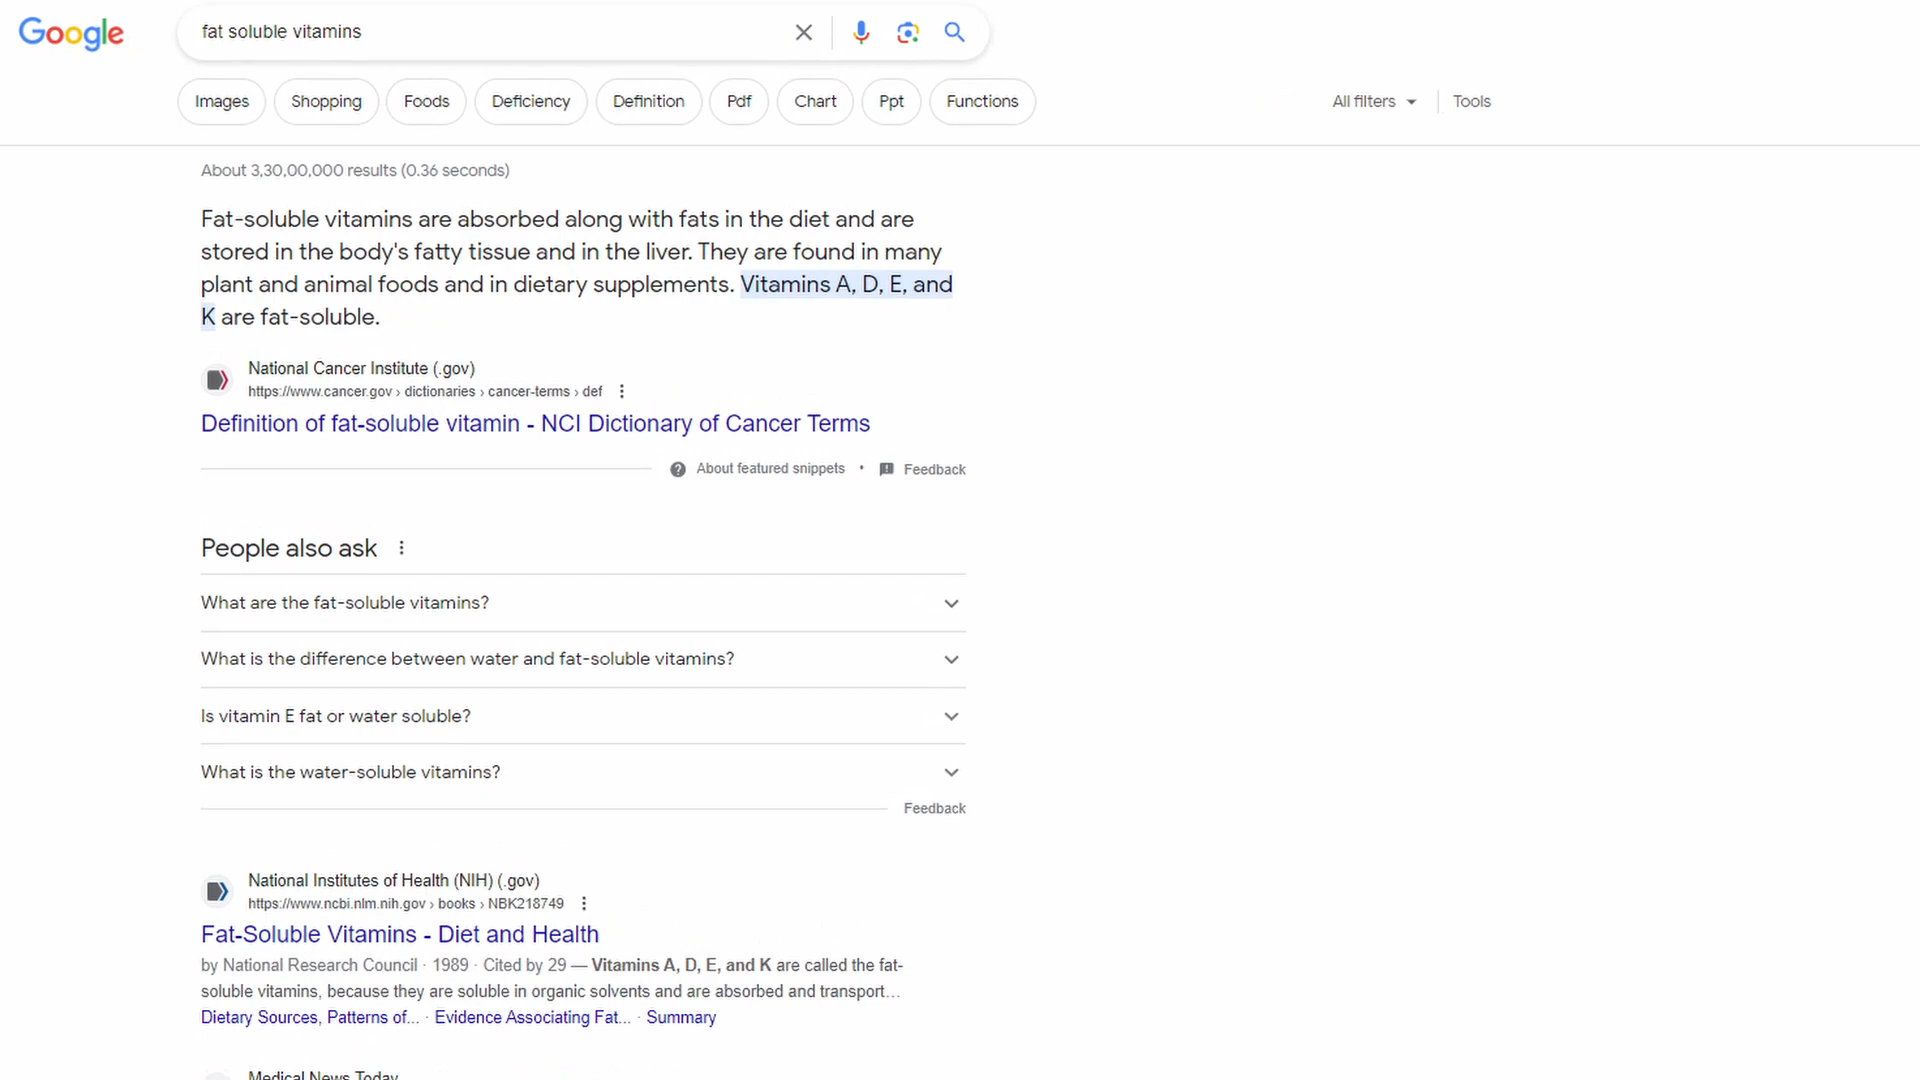 Google
fat soluble vitamins
Images
Shopping
Foods
Deficiency
Definition
Pdf
Chart
Ppt
Functions
All filters
Tools
About 3,30,00,000 results (0.36 seconds)
Fat-soluble vitamins are absorbed along with fats in the diet and are
stored in the body's fatty tissue and in the liver. They are found in many
plant and animal foods and in dietary supplements. Vitamins A, D, E, and
K are fat-soluble.
National Cancer Institute (.gov)
https://www.cancer.gov › dictionaries › cancer-terms › def
Definition of fat-soluble vitamin - NCI Dictionary of Cancer Terms
About featured snippets • Feedback
People also ask
What are the fat-soluble vitamins?
What is the difference between water and fat-soluble vitamins?
Is vitamin E fat or water soluble?
What is the water-soluble vitamins?
Feedback
National Institutes of Health (NIH) (.gov)
https://www.ncbi.nlm.nih.gov › books › NBK218749
Fat-Soluble Vitamins - Diet and Health
by National Research Council · 1989 · Cited by 29 — Vitamins A, D, E, and K are called the fat-
soluble vitamins, because they are soluble in organic solvents and are absorbed and transport...
Dietary Sources, Patterns of... · Evidence Associating Fat... · Summary
Medical News Today